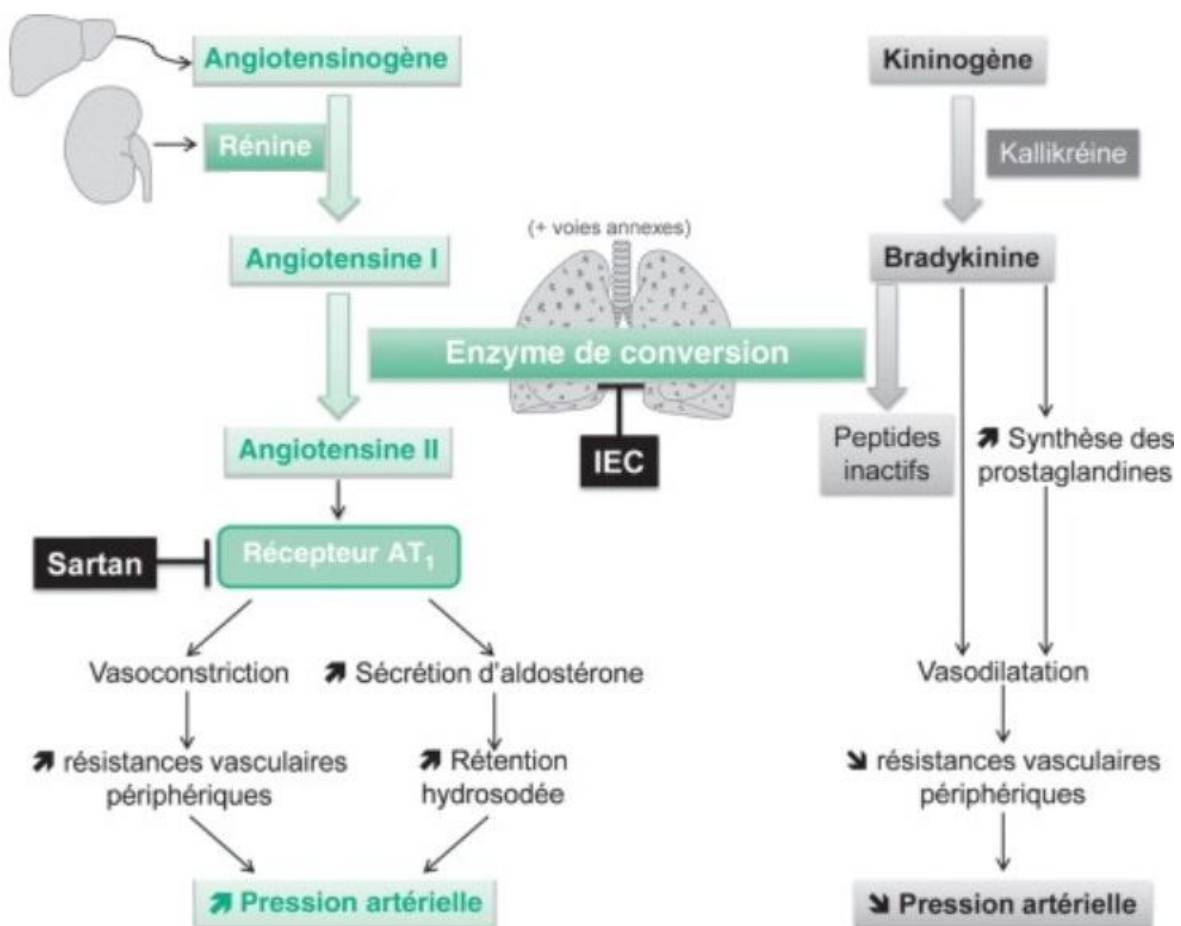 Angiotensinogène
Kininogène
Rénine
Kallikréine
(+ voies annexes)
Angiotensine I
Bradykinine
Enzyme de conversion
Angiotensine II
IEC
Peptides
inactifs
↗ Synthèse des
prostaglandines
Sartan
Récepteur AT₁
Vasoconstriction
↗ Sécrétion d'aldostérone
Vasodilatation
↗ résistances vasculaires
périphériques
↗ Rétention
hydrosodée
↘ résistances vasculaires
périphériques
↗ Pression artérielle
↘ Pression artérielle